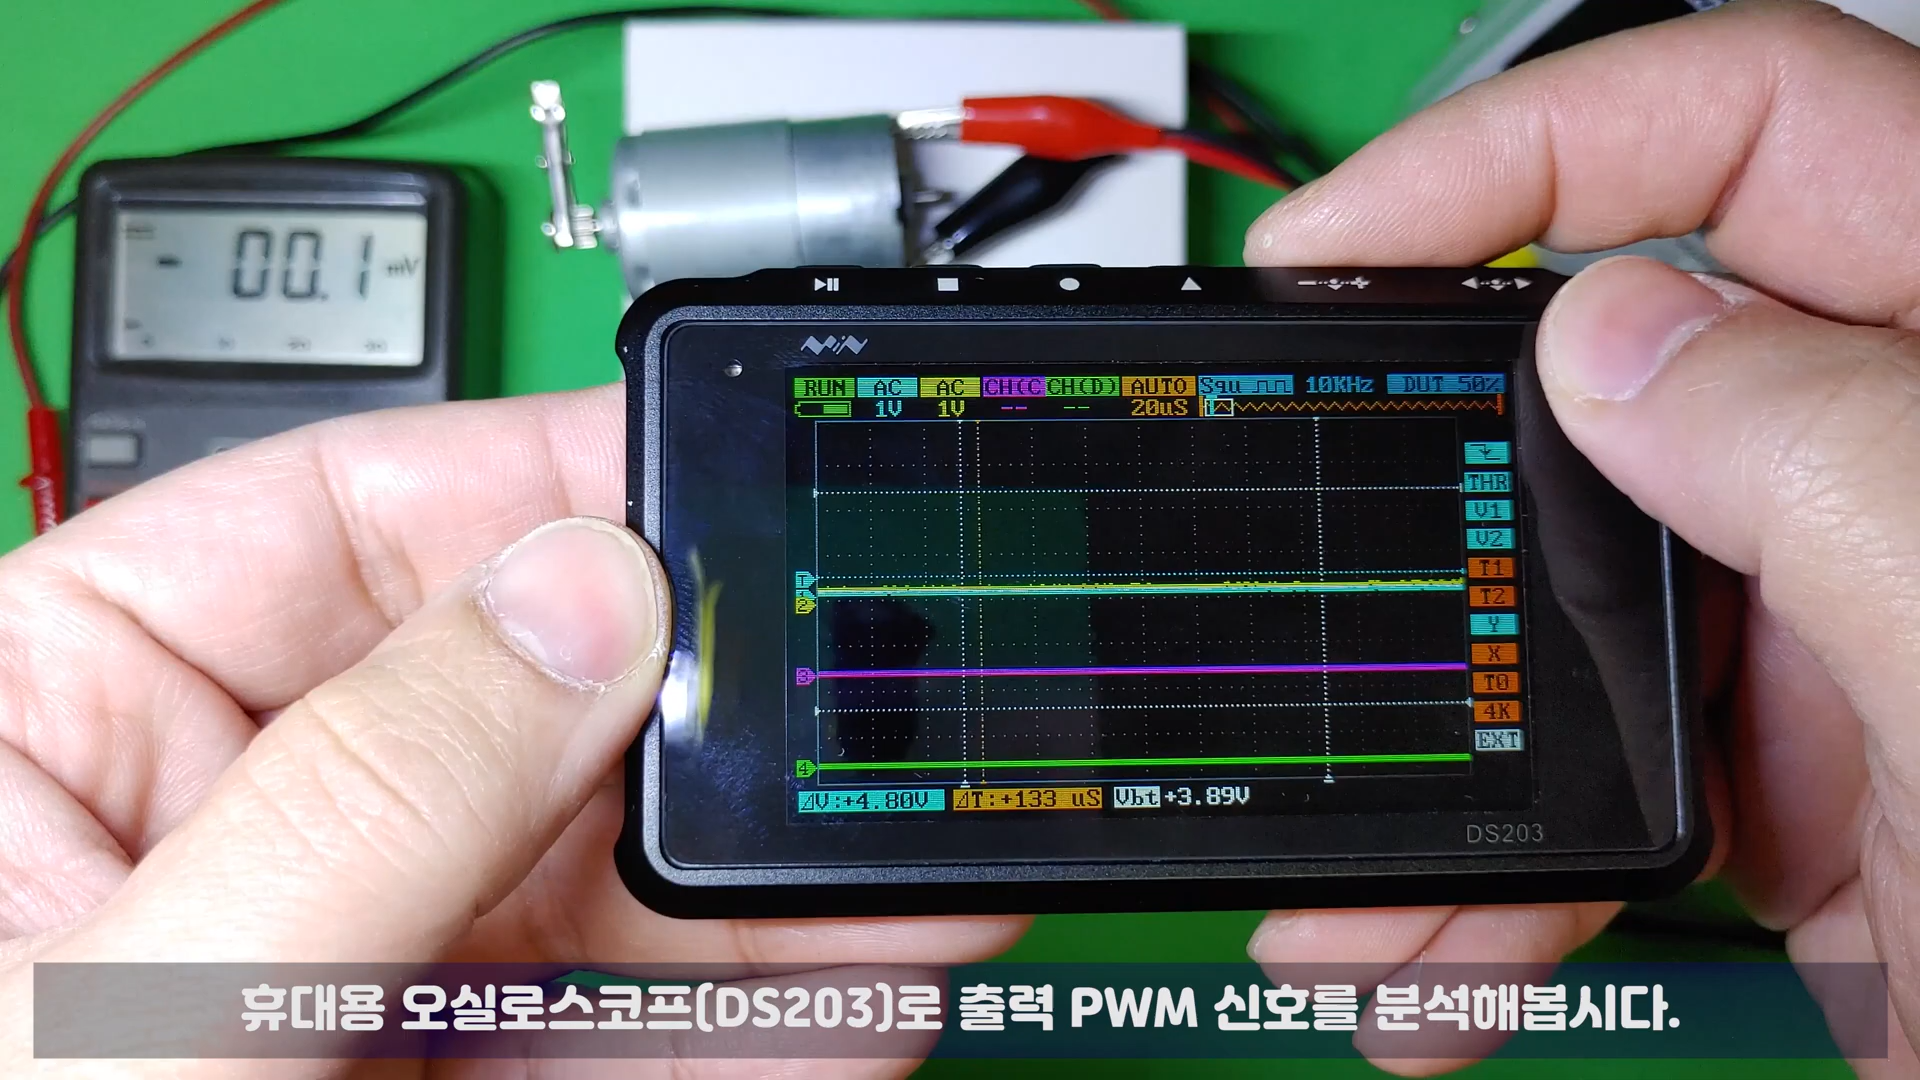 00.1 mV
RUN AC AC CH(C CH(D) AUTO Squ 10KHz DUT 50%
1V 1V -- -- 20uS
THR
V1
V2
T1
T2
Y
X
T0
4K
EXT
⊿V:+4.80V ⊿T:+133 uS Vbt+3.89V
DS203
휴대용 오실로스코프(DS203)로 출력 PWM 신호를 분석해봅시다.